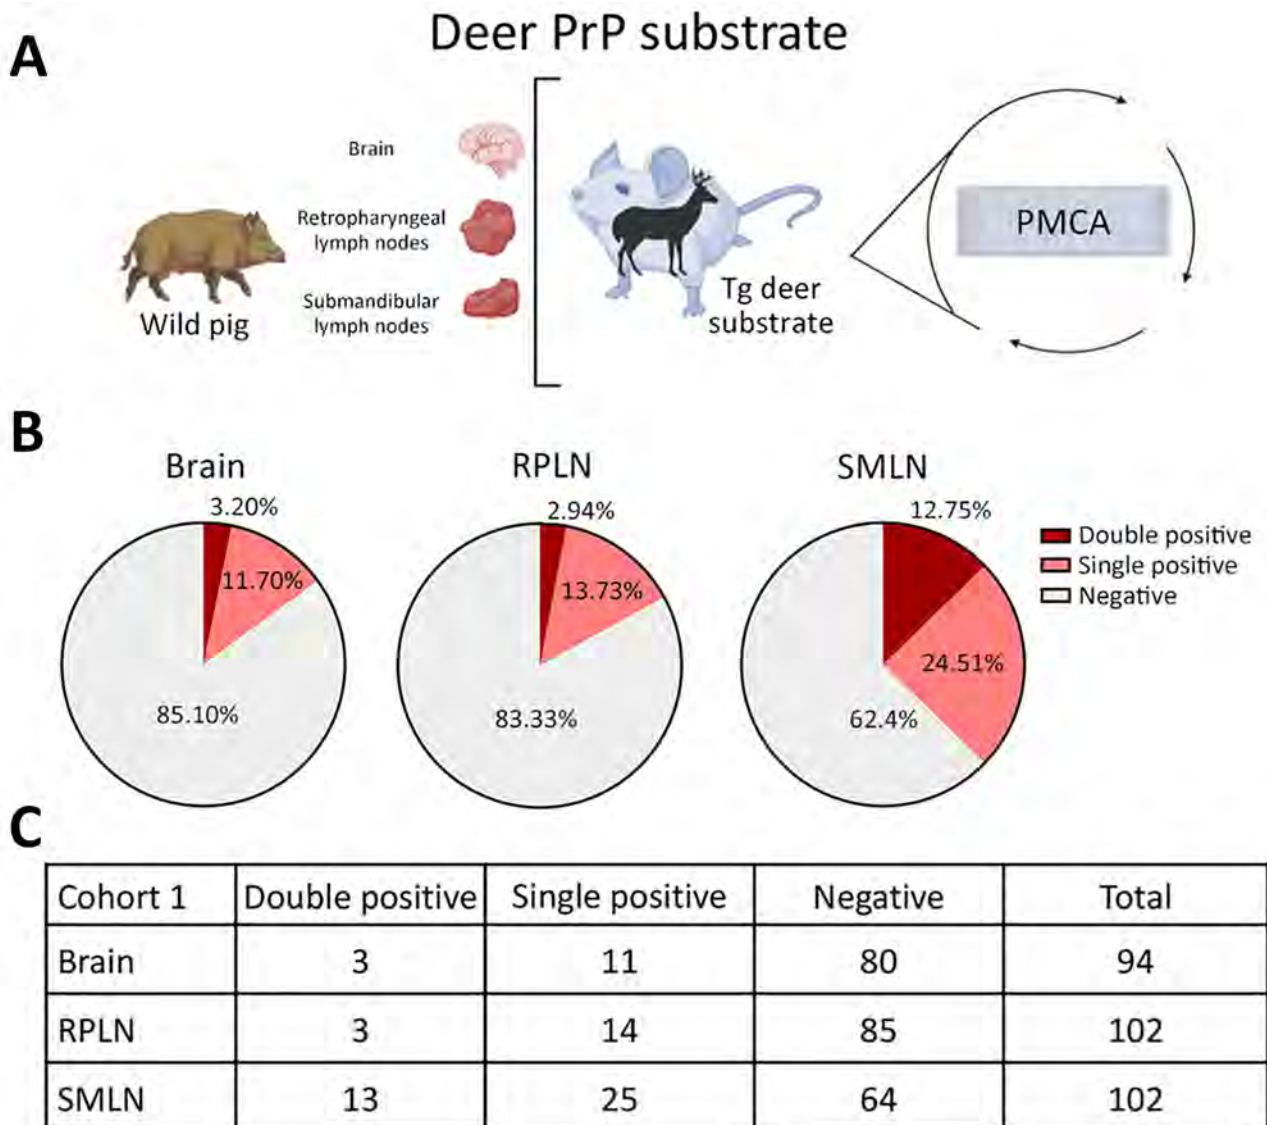 Deer PrP substrate
A
Brain
Retropharyngeal
lymph nodes
Submandibular
lymph nodes
Wild pig
Tg deer
substrate
PMCA
B
Brain
3.20%
11.70%
85.10%
RPLN
2.94%
13.73%
83.33%
SMLN
12.75%
24.51%
62.4%
Double positive
Single positive
Negative
C
Cohort 1 Double positive Single positive Negative Total
Brain 3 11 80 94
RPLN 3 14 85 102
SMLN 13 25 64 102